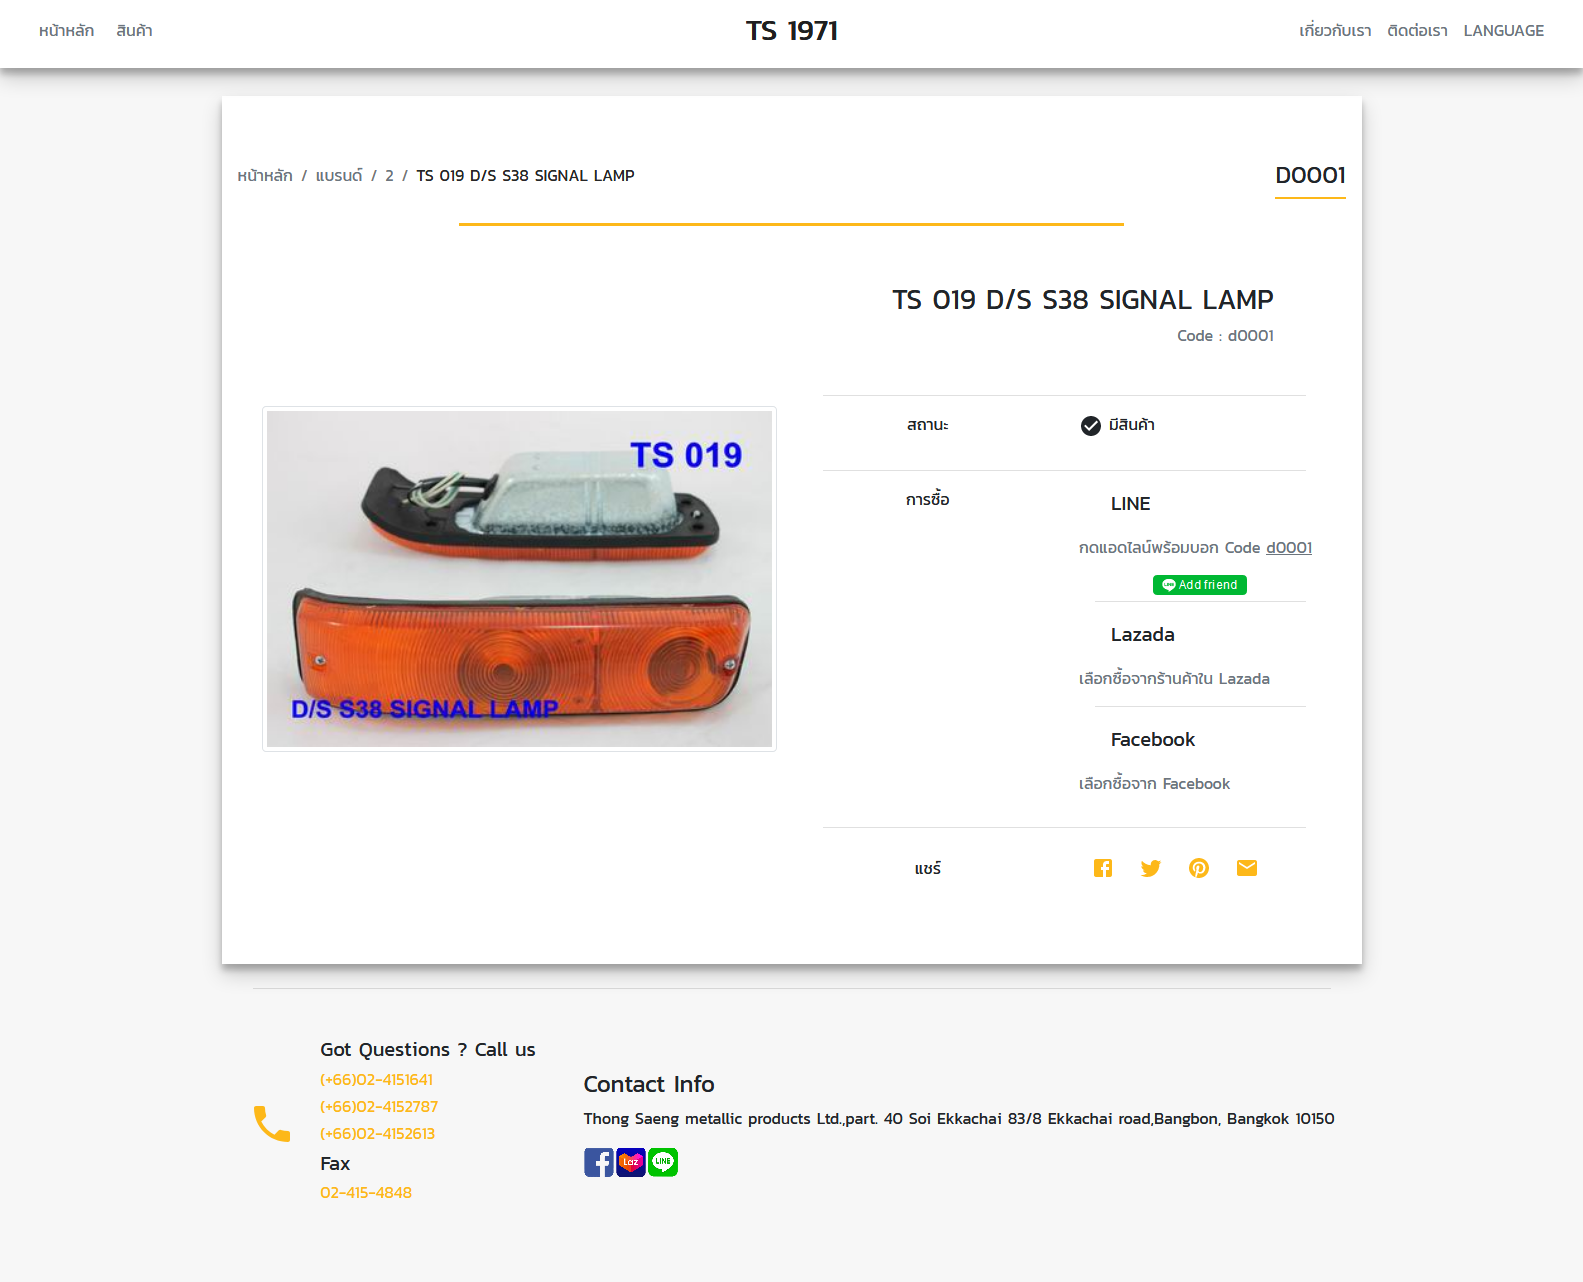 หน้าหลัก สินค้า TS 1971 เกี่ยวกับเรา ติดต่อเรา LANGUAGE
หน้าหลัก / แบรนด์ / 2 / TS 019 D/S S38 SIGNAL LAMP D0001
TS 019 D/S S38 SIGNAL LAMP
Code : d0001
TS 019
D/S S38 SIGNAL LAMP
สถานะ มีสินค้า
การซื้อ LINE
กดแอดไลน์พร้อมบอก Code d0001
LINE Add friend
Lazada
เลือกซื้อจากร้านค้าใน Lazada
Facebook
เลือกซื้อจาก Facebook
แชร์
Got Questions ? Call us
(+66)02-4151641
(+66)02-4152787
(+66)02-4152613
Fax
02-415-4848
Contact Info
Thong Saeng metallic products Ltd.,part. 40 Soi Ekkachai 83/8 Ekkachai road,Bangbon, Bangkok 10150
Laz LINE